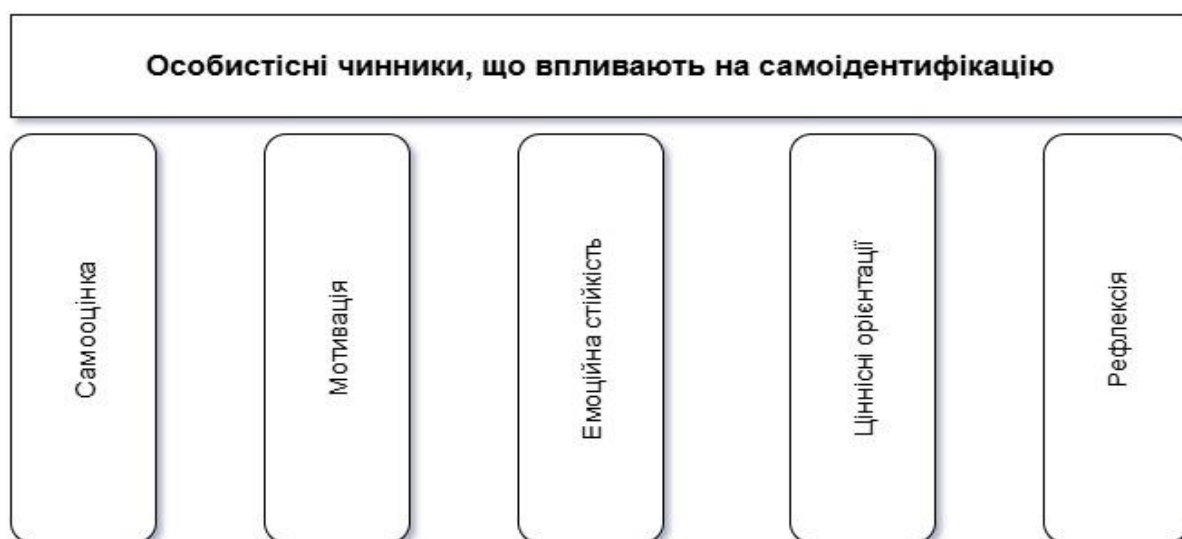 Особистісні чинники, що впливають на самоідентифікацію
Самооцінка
Мотивація
Емоційна стійкість
Ціннісні орієнтації
Рефлексія